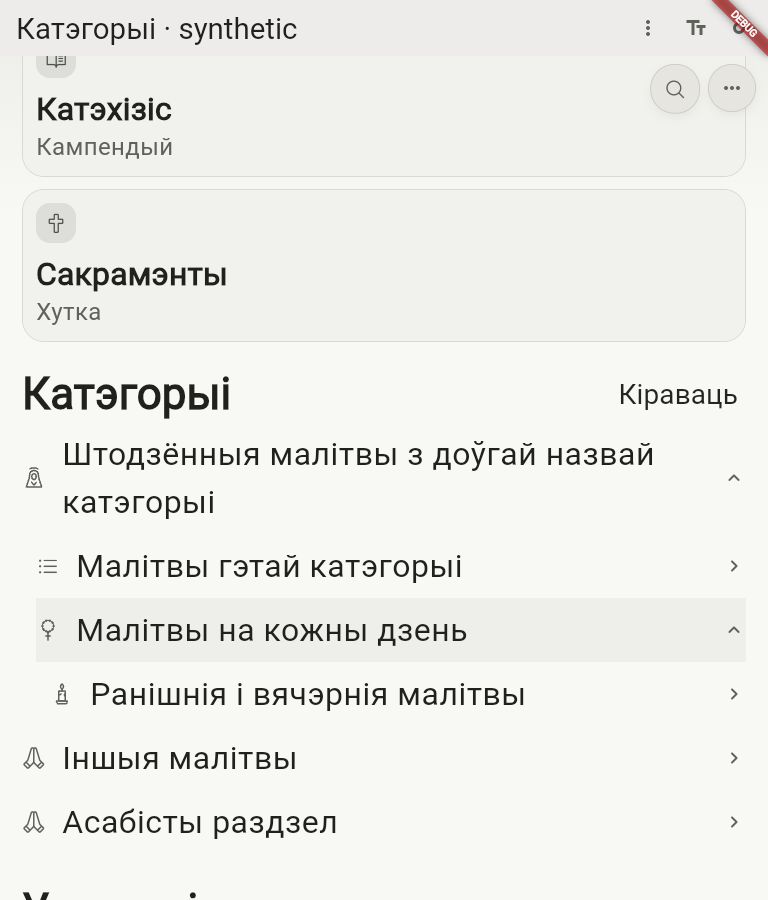 Катэгорыі · synthetic
DEBUG
Катэхізіс
Кампендый
Сакрамэнты
Хутка
Катэгорыі
Кіраваць
Штодзённыя малітвы з доўгай назвай
катэгорыі
Малітвы гэтай катэгорыі
Малітвы на кожны дзень
Ранішнія і вячэрнія малітвы
Іншыя малітвы
Асабісты раздзел